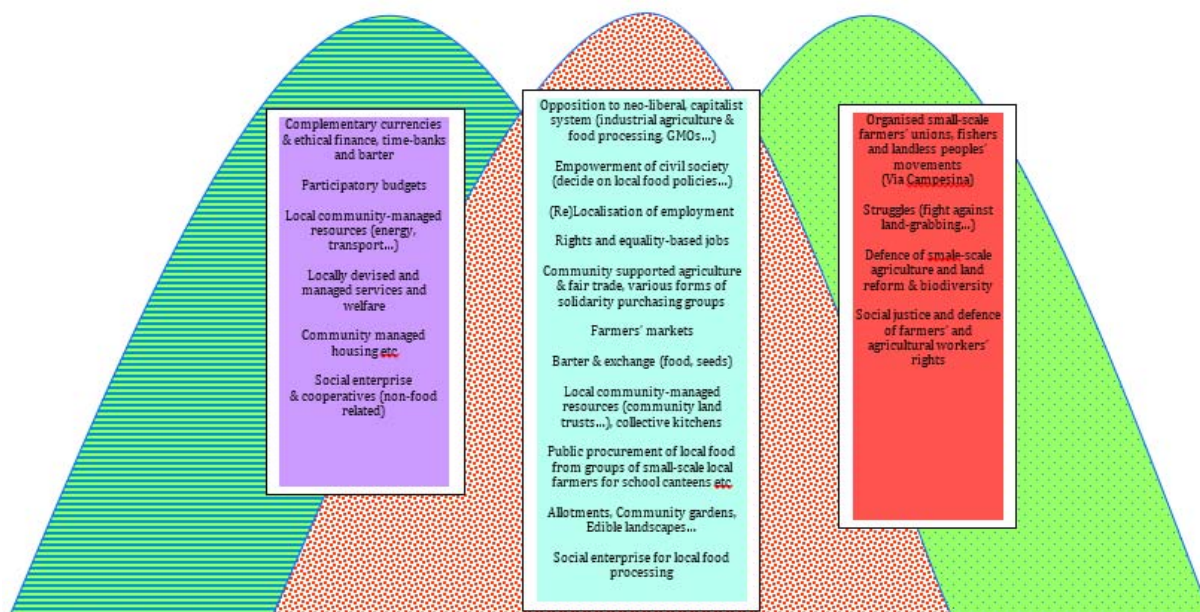 Complementary currencies
& ethical finance, time-banks
and barter
Participatory budgets
Local community-managed
resources (energy,
transport...)
Locally devised and
managed services and
welfare
Community managed
housing etc
Social enterprise
& cooperatives (non-food
related)
Opposition to neo-liberal, capitalist
system (industrial agriculture &
food processing, GMOs...)
Empowerment of civil society
(decide on local food policies...)
(Re)Localisation of employment
Rights and equality-based jobs
Community supported agriculture
& fair trade, various forms of
solidarity purchasing groups
Farmers' markets
Barter & exchange (food, seeds)
Local community-managed
resources (community land
trusts...), collective kitchens
Public procurement of local food
from groups of small-scale local
farmers for school canteens etc
Allotments, Community gardens,
Edible landscapes...
Social enterprise for local food
processing
Organised small-scale
farmers' unions, fishers
and landless peoples'
movements
(Via Campesina)
Struggles (fight against
land-grabbing...)
Defence of smale-scale
agriculture and land
reform & biodiversity
Social justice and defence
of farmers' and
agricultural workers'
rights